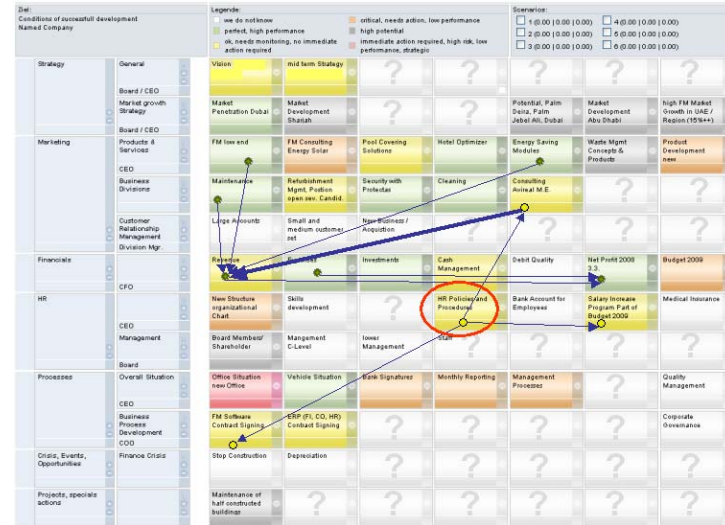 Ziel:
Conditions of successfull development
Named Company
Legende:
we do not know
perfect, high performance
ok, needs monitoring, no immediate
action required
critical, needs action, low performance
high potential
immediate action required, high risk, low
performance, strategic
Scenarios:
1 (0.00 | 0.00 | 0.00)
2 (0.00 | 0.00 | 0.00)
3 (0.00 | 0.00 | 0.00)
4 (0.00 | 0.00 | 0.00)
5 (0.00 | 0.00 | 0.00)
6 (0.00 | 0.00 | 0.00)
Strategy
General
Board / CEO
Vision
mid term Strategy
? ? ? ? ?
Market growth
Strategy
Board / CEO
Market
Penetration Dubai
Market
Development
Sharjah
? ?
Potential, Palm
Deira, Palm
Jebel Ali, Dubai
Market
Development
Abu Dhabi
high FM Market
Growth in UAE /
Region (15%++)
Marketing
Products &
Services
CEO
FM low end
FM Consulting
Energy Solar
Pool Covering
Solutions
Hotel Optimizer
Energy Saving
Modules
Waste Mgmt
Concepts &
Products
Product
Development
new
Business
Divisions
Maintenance
Refurbishment
Mgmt, Position
open sev. Candid.
Security with
Protectas
Cleaning
Consulting
Avireal M.E.
? ?
Customer
Relationship
Management
Division Mgr.
Large Accounts
Small and
medium customer
set
New Business /
Acquisition
? ? ? ?
Financials
CFO
Revenue
Investments
Cash
Management
Debit Quality
Net Profit 2008
3.3.
Budget 2009
HR
CEO
New Structure
organizational
Chart
Skills
development
?
HR Policies and
Procedures
Bank Account for
Employees
Salary Increase
Program Part of
Budget 2009
Medical Insurance
Management
Board
Board Members/
Shareholder
Mangement
C-Level
lower
Management
Staff
? ? ?
Processes
Overall Situation
CEO
Office Situation
new Office
Vehicle Situation
Bank Signatures
Monthly Reporting
Management
Processes
?
Quality
Management
Business
Process
Development
COO
FM Software
Contract Signing
ERP (FI, CO, HR)
Contract Signing
? ? ? ?
Corporate
Governance
Crisis, Events,
Opportunities
Finance Crisis
Stop Construction
Depreciation
? ? ? ? ?
Projects, specials
actions
Maintenance of
half constructed
buildings
? ? ? ? ? ?